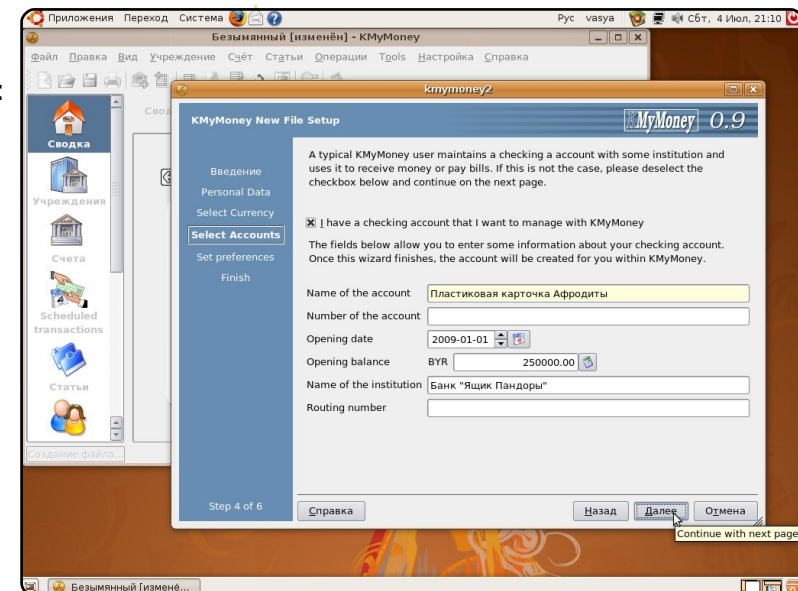 Приложения Переход Система
Рус vasya Сбт, 4 Июл, 21:10
Безымянный [изменён] - KMyMoney
Файл Правка Вид Учреждение Счёт Статьи Операции Tools Настройка Справка
Сводка
Учреждения
Счета
Scheduled
transactions
Статьи
Создание файла...
kmymoney2
KMyMoney New File Setup
KMyMoney 0.9
Введение
Personal Data
Select Currency
Select Accounts
Set preferences
Finish
Step 4 of 6
A typical KMyMoney user maintains a checking a account with some institution and
uses it to receive money or pay bills. If this is not the case, please deselect the
checkbox below and continue on the next page.
I have a checking account that I want to manage with KMyMoney
The fields below allow you to enter some information about your checking account.
Once this wizard finishes, the account will be created for you within KMyMoney.
Name of the account Пластиковая карточка Афродиты
Number of the account
Opening date 2009-01-01
Opening balance BYR 250000.00
Name of the institution Банк "Ящик Пандоры"
Routing number
Справка Назад Далее Отмена
Continue with next page
Безымянный [изменё...